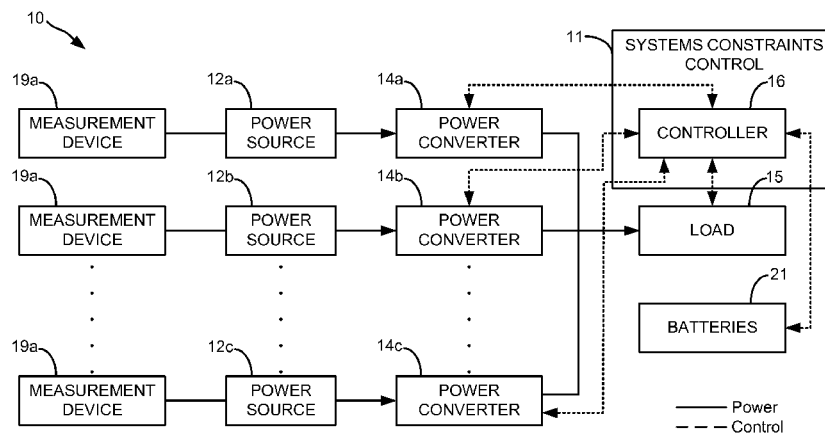 10
11
SYSTEMS CONSTRAINTS
CONTROL
19a
12a
14a
16
MEASUREMENT
DEVICE
POWER
SOURCE
POWER
CONVERTER
CONTROLLER
19a
12b
14b
15
MEASUREMENT
DEVICE
POWER
SOURCE
POWER
CONVERTER
LOAD
21
BATTERIES
19a
12c
14c
MEASUREMENT
DEVICE
POWER
SOURCE
POWER
CONVERTER
Power
Control